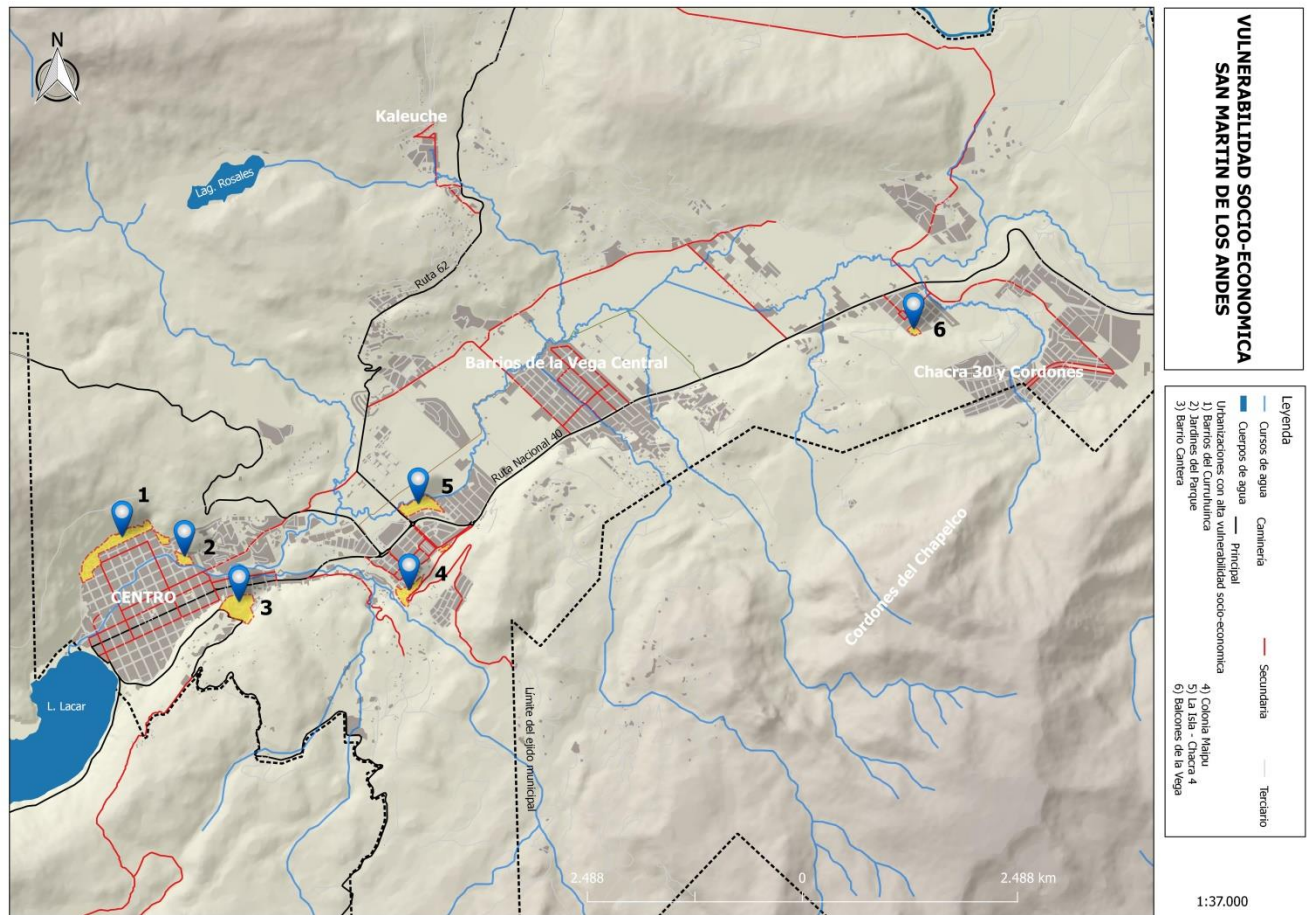 VULNERABILIDAD SOCIO-ECONOMICA
SAN MARTIN DE LOS ANDES
Leyenda
Cursos de agua
Cuerpos de agua
Camineria
Principal
Secundaria
Terciario
Urbanizaciones con alta vulnerabilidad socio-economica
1) Barrios del Curruhuinca
2) Jardines del Parque
3) Barrio Cantera
4) Colonia Maipu
5) La Isla - Chacra 4
6) Balcones de la Vega
1:37.000
N
Kaleuche
Lag. Rosales
Ruta 62
Barrios de la Vega Central
6
Chacra 30 y Cordones
Ruta Nacional 40
5
1
2
4
CENTRO
3
Cordones del Chapelco
L. Lacar
Límite del ejido municipal
2.488 0 2.488 km